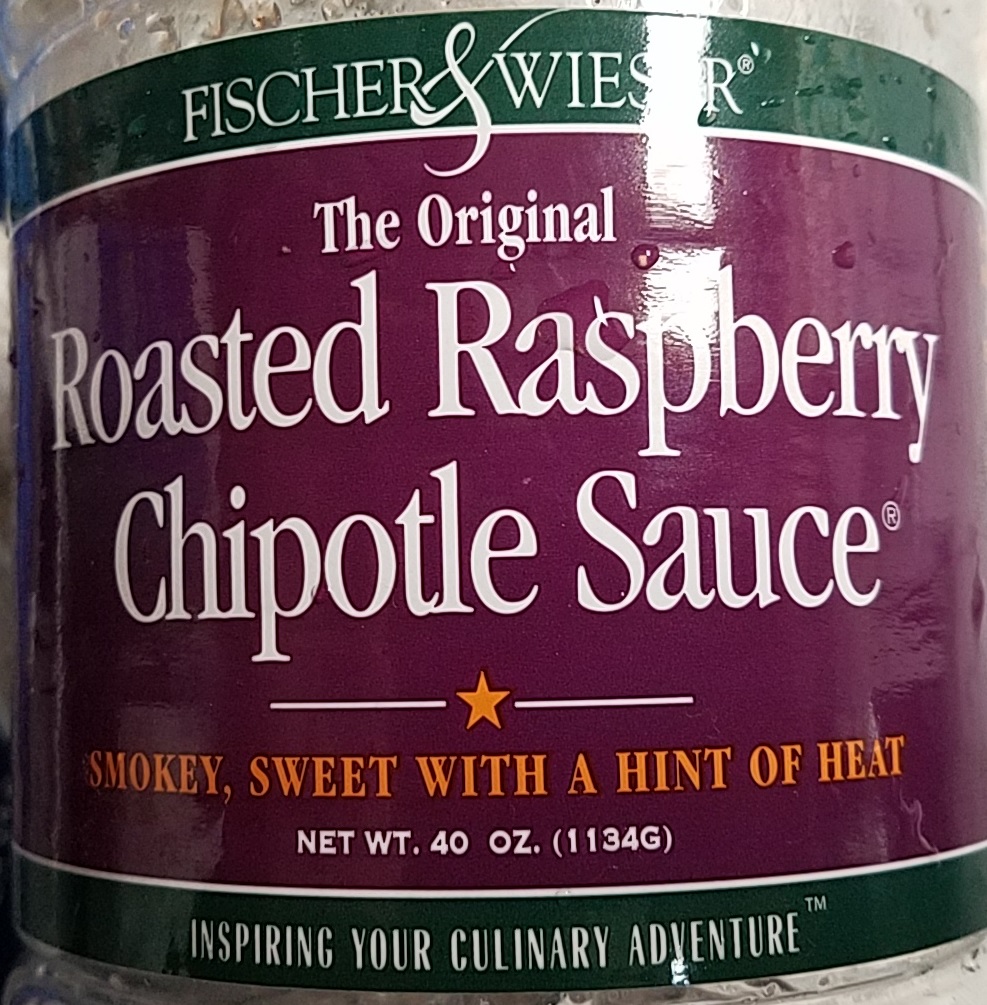 FISCHER & WIESER®
The Original
Roasted Raspberry
Chipotle Sauce®
SMOKEY, SWEET WITH A HINT OF HEAT
NET WT. 40 OZ. (1134G)
INSPIRING YOUR CULINARY ADVENTURE™